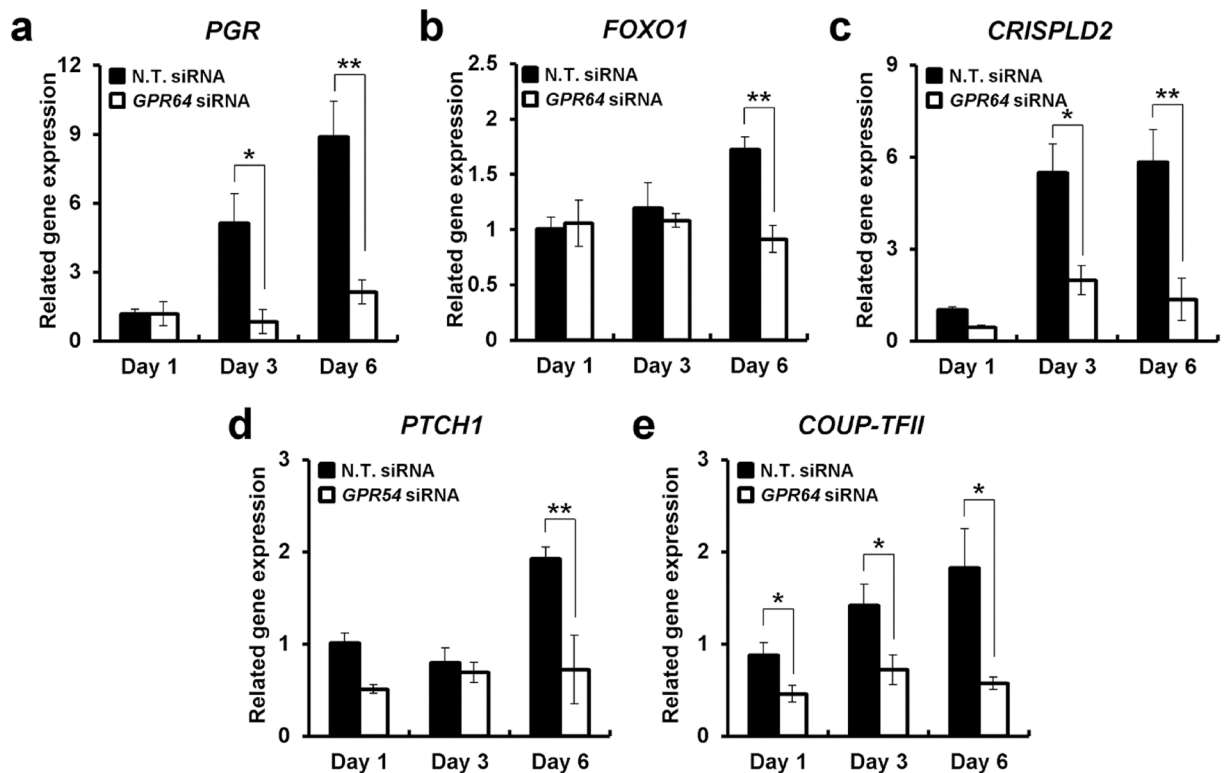 a
PGR
Related gene expression
12
9
6
3
0
N.T. siRNA
GPR64 siRNA
*
**
Day 1 Day 3 Day 6
b
FOXO1
Related gene expression
2.5
2
1.5
1
0.5
0
N.T. siRNA
GPR64 siRNA
**
Day 1 Day 3 Day 6
c
CRISPLD2
Related gene expression
9
6
3
0
N.T. siRNA
GPR64 siRNA
*
**
Day 1 Day 3 Day 6
d
PTCH1
Related gene expression
3
2
1
0
N.T. siRNA
GPR54 siRNA
**
Day 1 Day 3 Day 6
e
COUP-TFII
Related gene expression
3
2
1
0
N.T. siRNA
GPR64 siRNA
*
*
*
Day 1 Day 3 Day 6